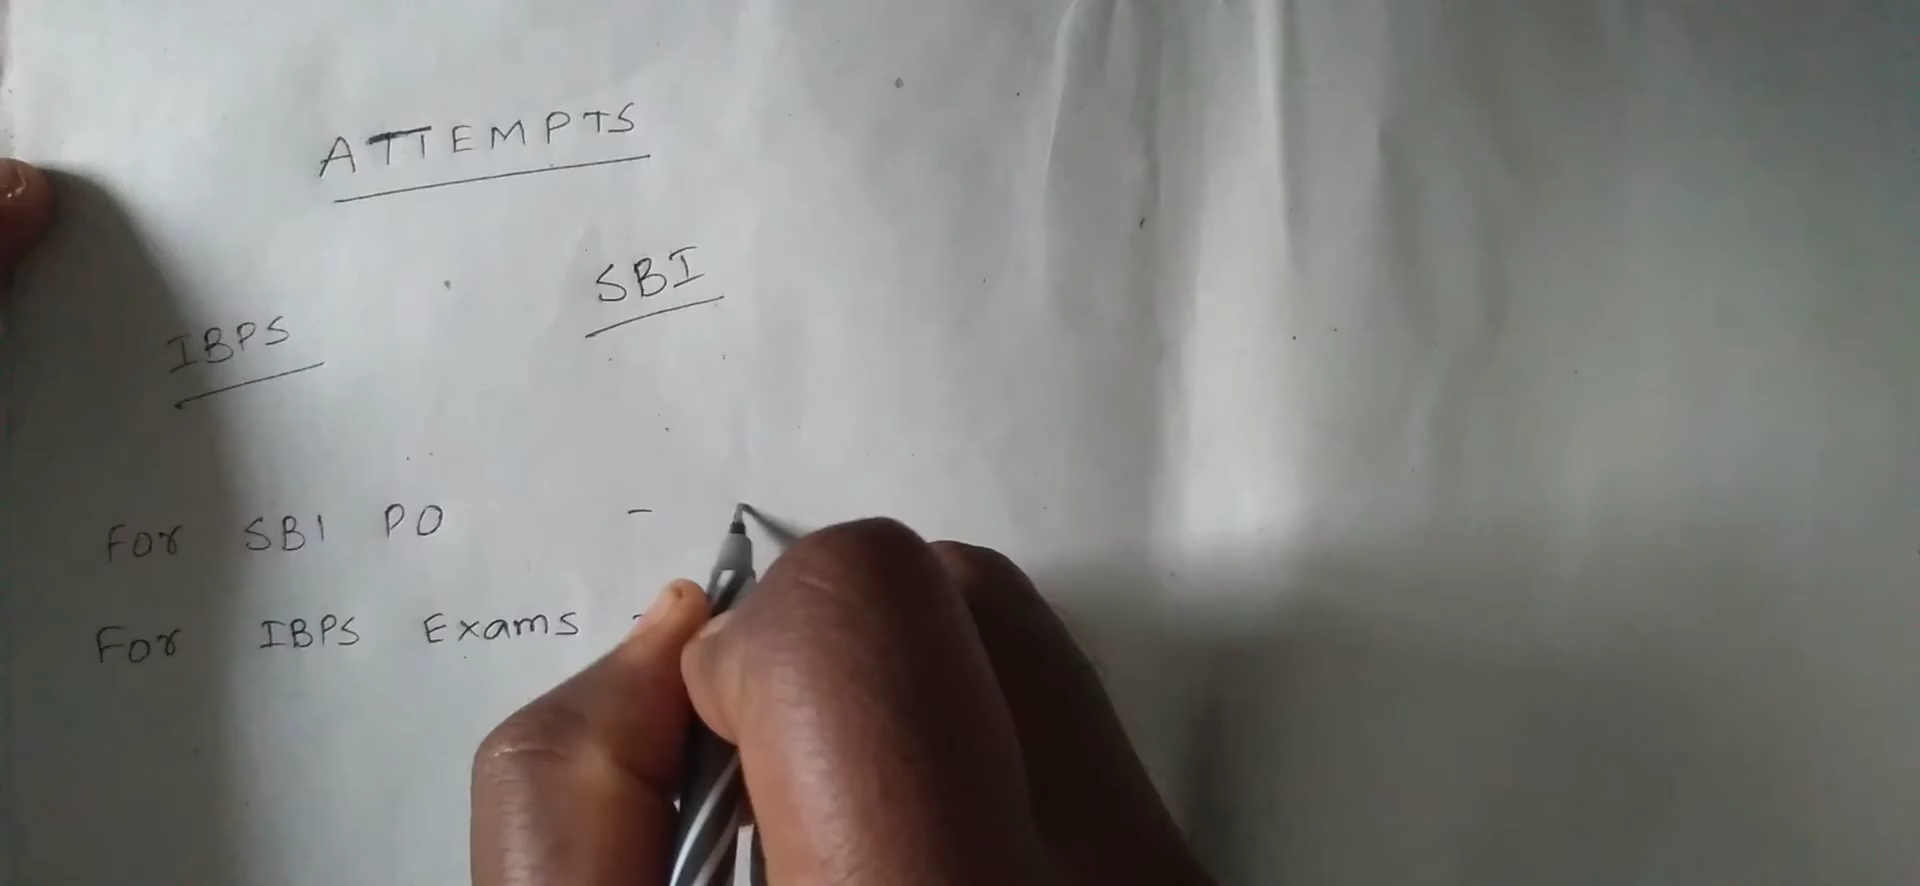 ATTEMPTS
IBPS SBI
For SBI PO -
For IBPS Exams -